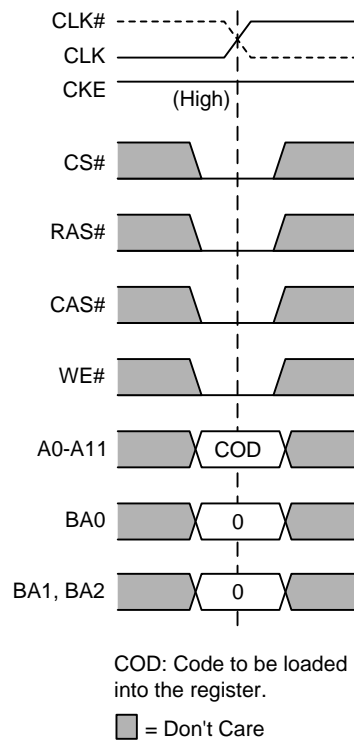 CLK#
CLK
CKE
(High)
CS#
RAS#
CAS#
WE#
A0-A11
COD
BA0
0
BA1, BA2
0
COD: Code to be loaded
into the register.
= Don't Care